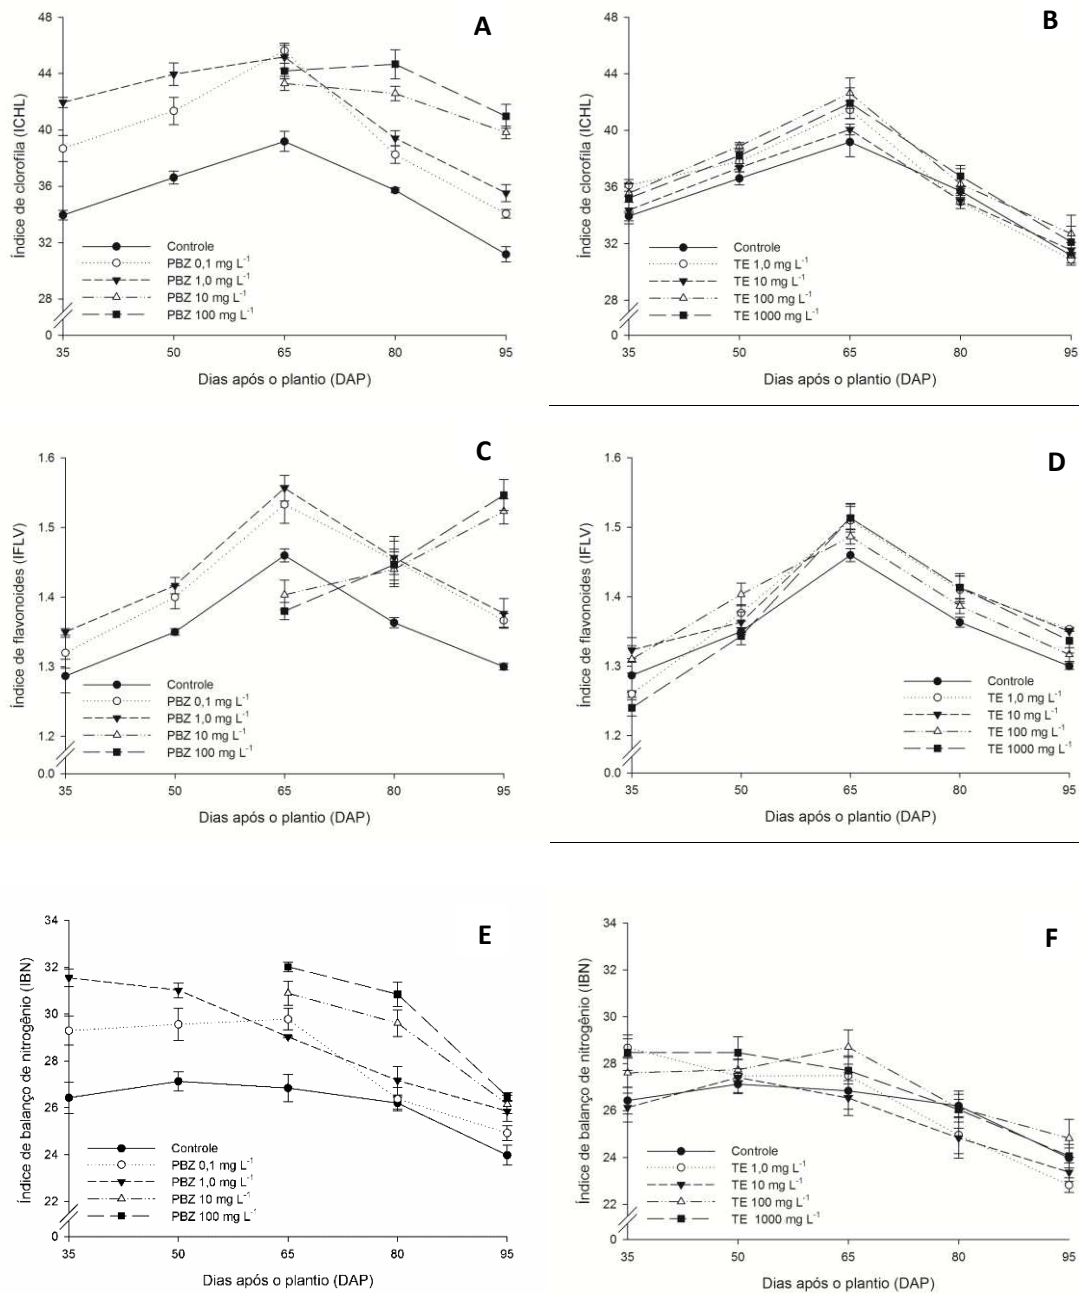 A
48
44
40
36
32
28
0
Índice de clorofila (ICHL)
Controle
PBZ 0,1 mg L⁻¹
PBZ 1,0 mg L⁻¹
PBZ 10 mg L⁻¹
PBZ 100 mg L⁻¹
35 50 65 80 95
Dias após o plantio (DAP)
B
48
44
40
36
32
28
0
Índice de clorofila (ICHL)
Controle
TE 1,0 mg L⁻¹
TE 10 mg L⁻¹
TE 100 mg L⁻¹
TE 1000 mg L⁻¹
35 50 65 80 95
Dias após o plantio (DAP)
C
1.6
1.5
1.4
1.3
1.2
0.0
Índice de flavonoides (IFLV)
Controle
PBZ 0,1 mg L⁻¹
PBZ 1,0 mg L⁻¹
PBZ 10 mg L⁻¹
PBZ 100 mg L⁻¹
35 50 65 80 95
Dias após o plantio (DAP)
D
1.6
1.5
1.4
1.3
1.2
0.0
Índice de flavonoides (IFLV)
Controle
TE 1,0 mg L⁻¹
TE 10 mg L⁻¹
TE 100 mg L⁻¹
TE 1000 mg L⁻¹
35 50 65 80 95
Dias após o plantio (DAP)
E
34
32
30
28
26
24
22
0
Índice de balanço de nitrogênio (IBN)
Controle
PBZ 0,1 mg L⁻¹
PBZ 1,0 mg L⁻¹
PBZ 10 mg L⁻¹
PBZ 100 mg L⁻¹
35 50 65 80 95
Dias após o plantio (DAP)
F
34
32
30
28
26
24
22
0
Índice de balanço de nitrogênio (IBN)
Controle
TE 1,0 mg L⁻¹
TE 10 mg L⁻¹
TE 100 mg L⁻¹
TE 1000 mg L⁻¹
35 50 65 80 95
Dias após o plantio (DAP)